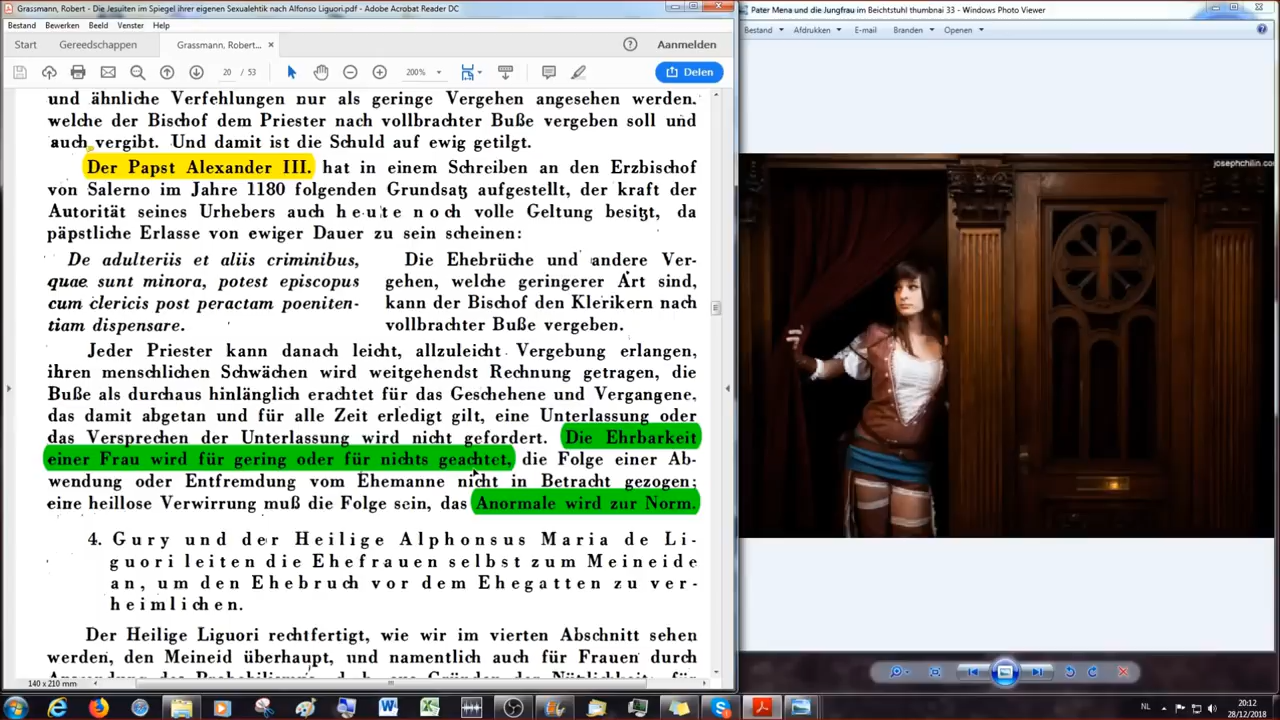 Grassmann, Robert - Die Jesuiten im Spiegel ihrer eigenen Sexualethik nach Alfonso Liguori.pdf - Adobe Acrobat Reader DC
Bestand Bewerken Beeld Venster Help
Start Gereedschappen Grassmann, Robert... × Aanmelden
20 / 53 200% Delen
und ähnliche Verfehlungen nur als geringe Vergehen angesehen werden,
welche der Bischof dem Priester nach vollbrachter Buße vergeben soll und
auch vergibt. Und damit ist die Schuld auf ewig getilgt.
Der Papst Alexander III. hat in einem Schreiben an den Erzbischof
von Salerno im Jahre 1180 folgenden Grundsatz aufgestellt, der kraft der
Autorität seines Urhebers auch heute noch volle Geltung besitzt, da
päpstliche Erlasse von ewiger Dauer zu sein scheinen:
De adulteriis et aliis criminibus,
quae sunt minora, potest episcopus
cum clericis post peractam poeniten-
tiam dispensare.
Die Ehebrüche und andere Ver-
gehen, welche geringerer Art sind,
kann der Bischof den Klerikern nach
vollbrachter Buße vergeben.
Jeder Priester kann danach leicht, allzuleicht Vergebung erlangen,
ihren menschlichen Schwächen wird weitgehendst Rechnung getragen, die
Buße als durchaus hinlänglich erachtet für das Geschehene und Vergangene,
das damit abgetan und für alle Zeit erledigt gilt, eine Unterlassung oder
das Versprechen der Unterlassung wird nicht gefordert. Die Ehrbarkeit
einer Frau wird für gering oder für nichts geachtet, die Folge einer Ab-
wendung oder Entfremdung vom Ehemanne nicht in Betracht gezogen;
eine heillose Verwirrung muß die Folge sein, das Anormale wird zur Norm.
4. Gury und der Heilige Alphonsus Maria de Li-
guori leiten die Ehefrauen selbst zum Meineide
an, um den Ehebruch vor dem Ehegatten zu ver-
heimlichen.
Der Heilige Liguori rechtfertigt, wie wir im vierten Abschnitt sehen
werden, den Meineid überhaupt, und namentlich auch für Frauen durch
140 x 210 mm
Pater Mena und die Jungfrau im Beichtstuhl thumbnai 33 - Windows Photo Viewer
Bestand Afdrukken E-mail Branden Openen
josephchilin.com
NL 20:12
28/12/2018